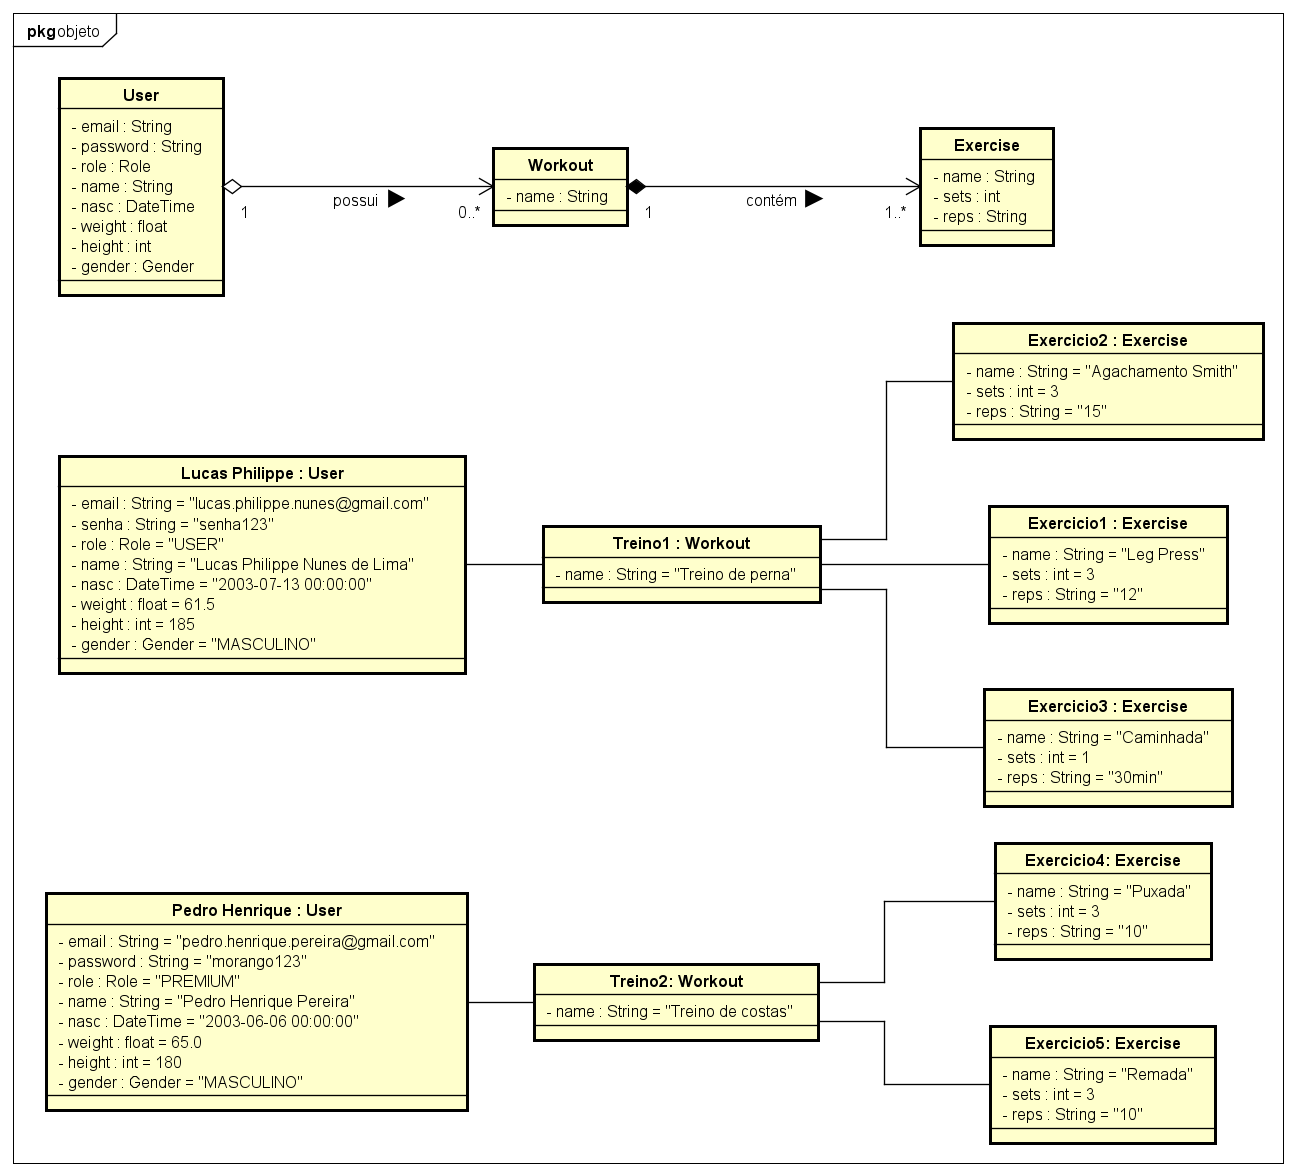 pkg objeto
User
- email : String
- password : String
- role : Role
- name : String
- nasc : DateTime
- weight : float
- height : int
- gender : Gender
1
possui
0..*
Workout
- name : String
1
contém
1..*
Exercise
- name : String
- sets : int
- reps : String
Lucas Philippe : User
- email : String = "lucas.philippe.nunes@gmail.com"
- senha : String = "senha123"
- role : Role = "USER"
- name : String = "Lucas Philippe Nunes de Lima"
- nasc : DateTime = "2003-07-13 00:00:00"
- weight : float = 61.5
- height : int = 185
- gender : Gender = "MASCULINO"
Treino1 : Workout
- name : String = "Treino de perna"
Exercicio2 : Exercise
- name : String = "Agachamento Smith"
- sets : int = 3
- reps : String = "15"
Exercicio1 : Exercise
- name : String = "Leg Press"
- sets : int = 3
- reps : String = "12"
Exercicio3 : Exercise
- name : String = "Caminhada"
- sets : int = 1
- reps : String = "30min"
Pedro Henrique : User
- email : String = "pedro.henrique.pereira@gmail.com"
- password : String = "morango123"
- role : Role = "PREMIUM"
- name : String = "Pedro Henrique Pereira"
- nasc : DateTime = "2003-06-06 00:00:00"
- weight : float = 65.0
- height : int = 180
- gender : Gender = "MASCULINO"
Treino2: Workout
- name : String = "Treino de costas"
Exercicio4: Exercise
- name : String = "Puxada"
- sets : int = 3
- reps : String = "10"
Exercicio5: Exercise
- name : String = "Remada"
- sets : int = 3
- reps : String = "10"